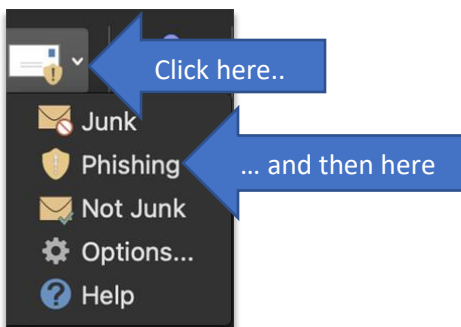 Click here..
Junk
Phishing
... and then here
Not Junk
Options...
Help